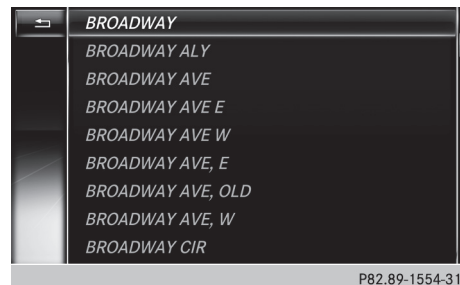 BROADWAY
BROADWAY ALY
BROADWAY AVE
BROADWAY AVE E
BROADWAY AVE W
BROADWAY AVE, E
BROADWAY AVE, OLD
BROADWAY AVE, W
BROADWAY CIR
P82.89-1554-31